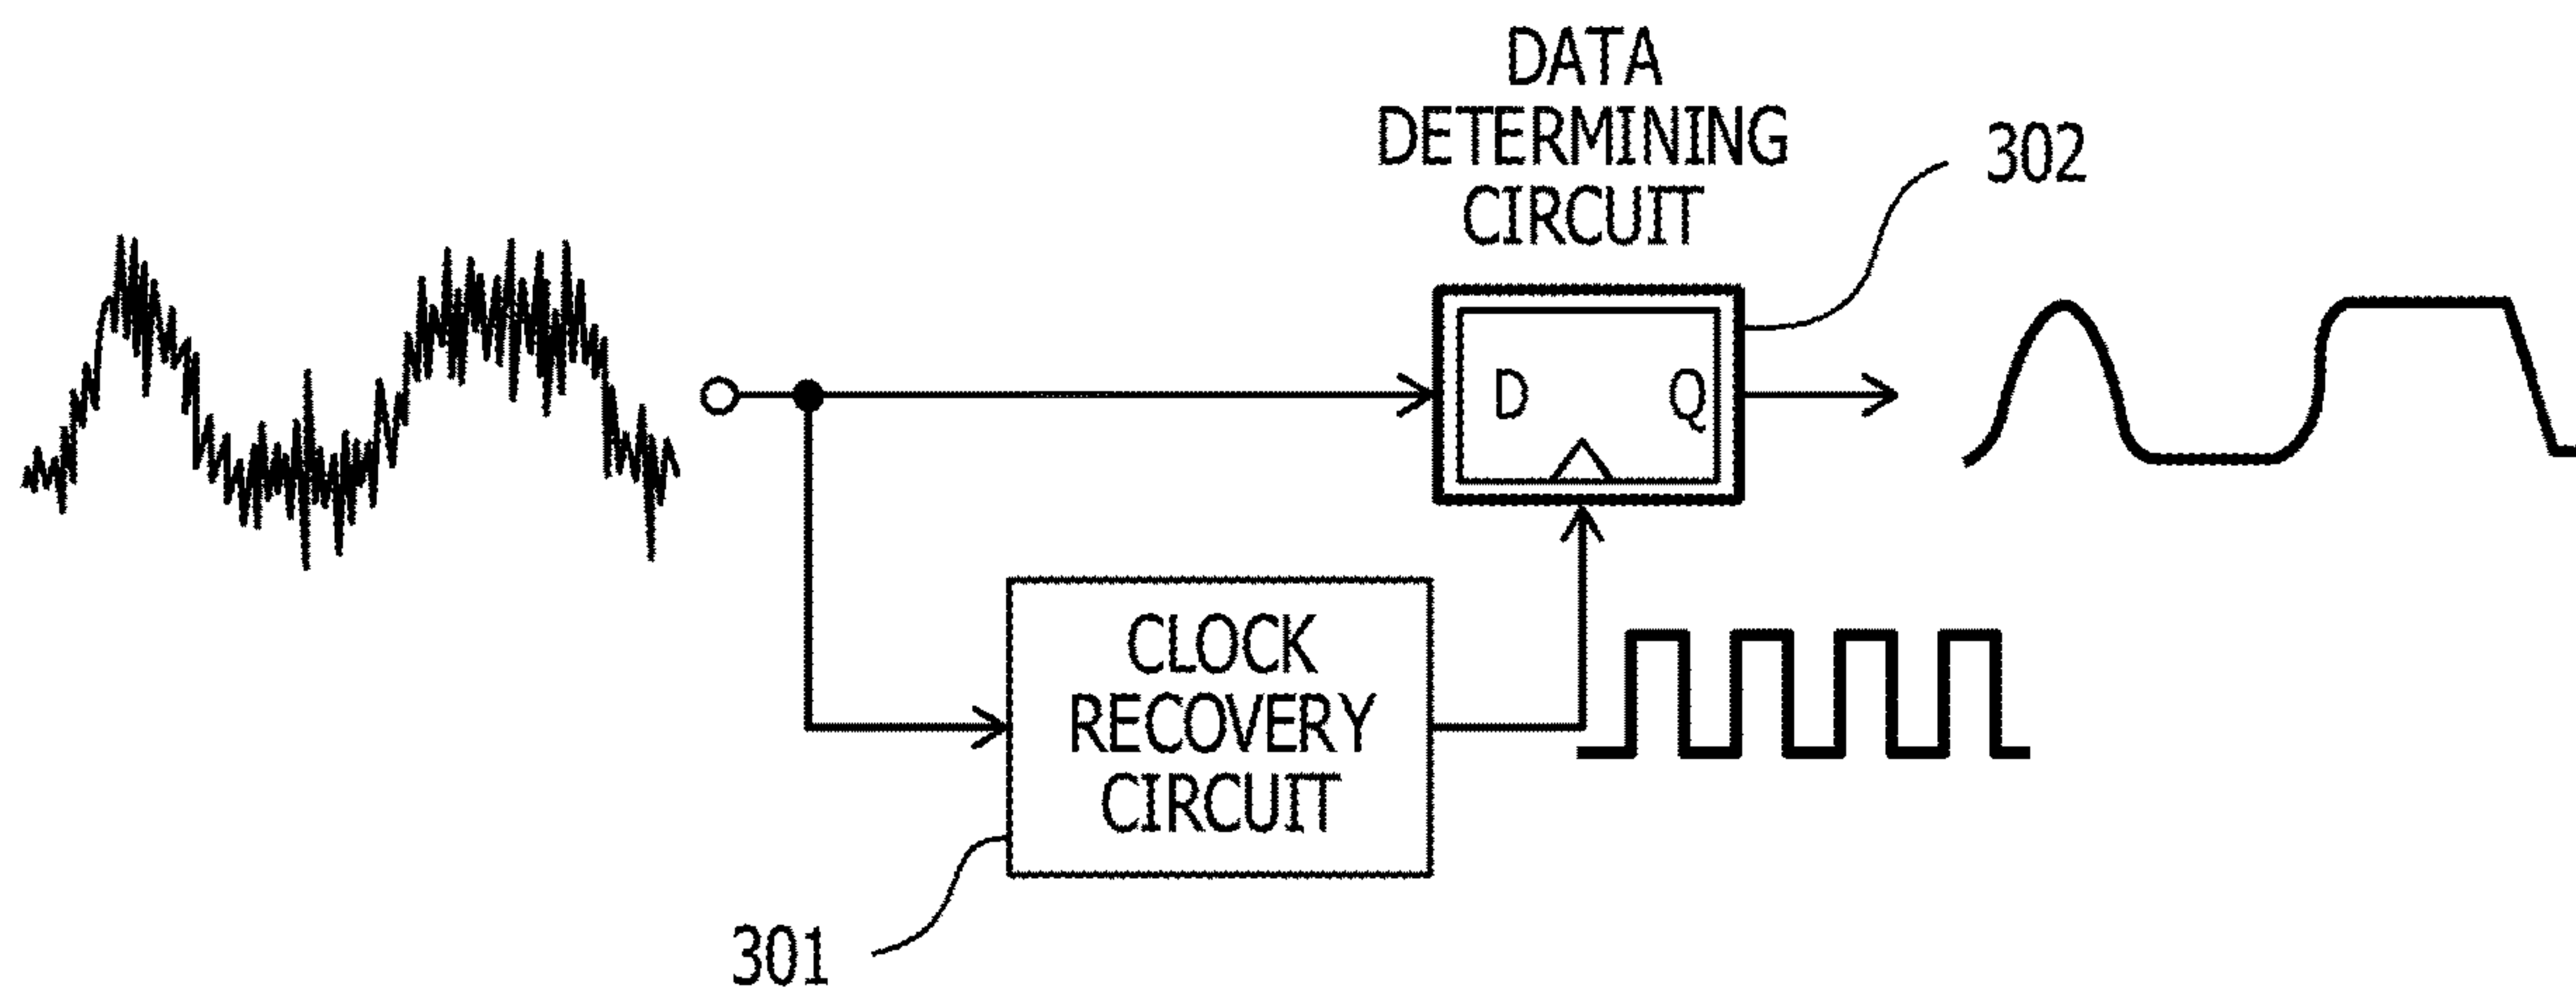 DATA
DETERMINING
CIRCUIT
302
D Q
CLOCK
RECOVERY
CIRCUIT
301